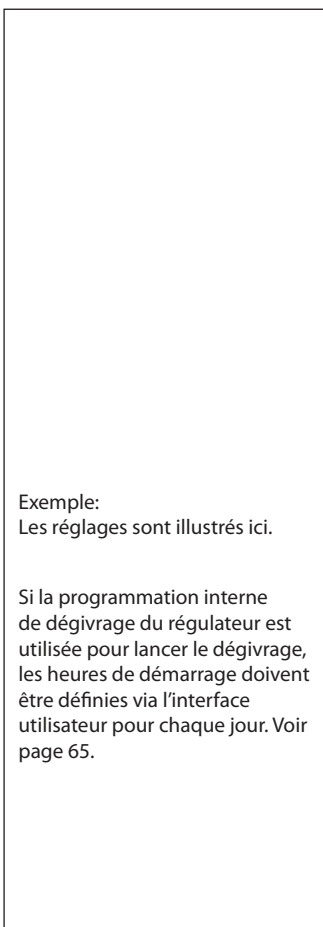 Exemple:
Les réglages sont illustrés ici.
Si la programmation interne
de dégivrage du régulateur est
utilisée pour lancer le dégivrage,
les heures de démarrage doivent
être définies via l’interface
utilisateur pour chaque jour. Voir
page 65.